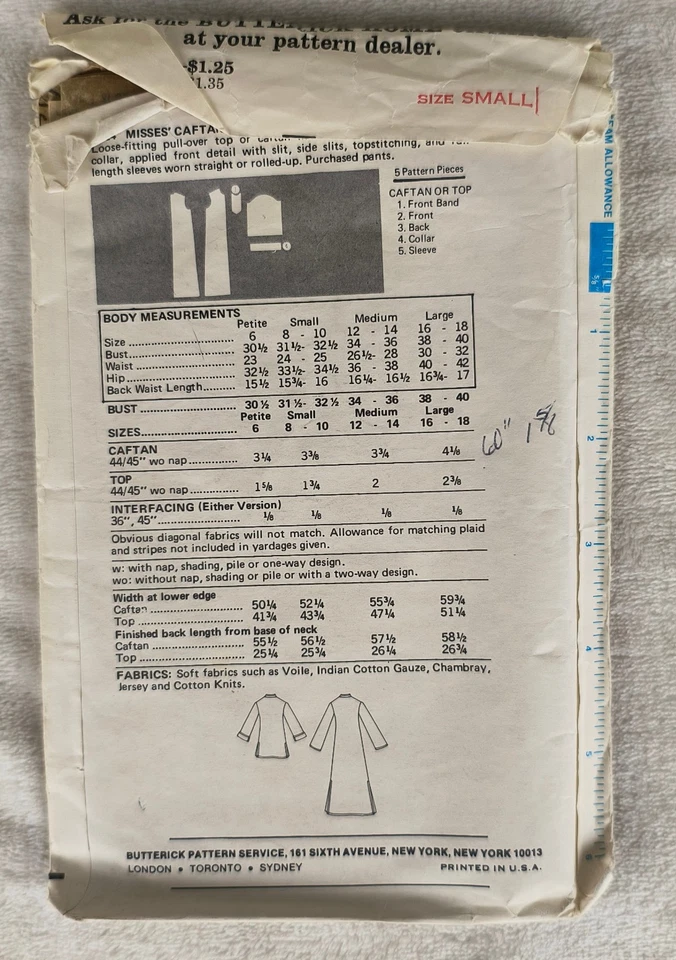 Ask for the BUTTERICK HOME
at your pattern dealer.
-$1.25
1.35
SIZE SMALL
MISSES' CAFTAN
Loose-fitting pull-over top or
collar, applied front detail with slit, side slits, topstitching, and
length sleeves worn straight or rolled-up. Purchased pants.
5 Pattern Pieces
CAFTAN OR TOP
1. Front Band
2. Front
3. Back
4. Collar
5. Sleeve
BODY MEASUREMENTS
Petite Small Medium Large
Size 6 8 - 10 12 - 14 16 - 18
Bust 30½ 31½- 32½ 34 - 36 38 - 40
Waist 23 24 - 25 26½- 28 30 - 32
Hip 32½ 33½- 34½ 36 - 38 40 - 42
Back Waist Length 15½ 15¾- 16 16¼- 16½ 16¾- 17
BUST 30½ 31½- 32½ 34 - 36 38 - 40
Petite Small Medium Large
SIZES 6 8 - 10 12 - 14 16 - 18
CAFTAN
44/45" wo nap 3¼ 3⅜ 3¾ 4⅛
TOP
44/45" wo nap 1⅝ 1¾ 2 2⅜
60" 1 5/8
INTERFACING (Either Version)
36", 45" ⅛ ⅛ ⅛ ⅛
Obvious diagonal fabrics will not match. Allowance for matching plaid
and stripes not included in yardages given.
w: with nap, shading, pile or one-way design.
wo: without nap, shading or pile or with a two-way design.
Width at lower edge
Caftan 50¼ 52¼ 55¾ 59¾
Top 41¾ 43¾ 47¼ 51¼
Finished back length from base of neck
Caftan 55½ 56½ 57½ 58½
Top 25¼ 25¾ 26¼ 26¾
FABRICS: Soft fabrics such as Voile, Indian Cotton Gauze, Chambray,
Jersey and Cotton Knits.
BUTTERICK PATTERN SERVICE, 161 SIXTH AVENUE, NEW YORK, NEW YORK 10013
LONDON • TORONTO • SYDNEY PRINTED IN U.S.A.
ALLOWANCE
5/8
1
2
3
4
5